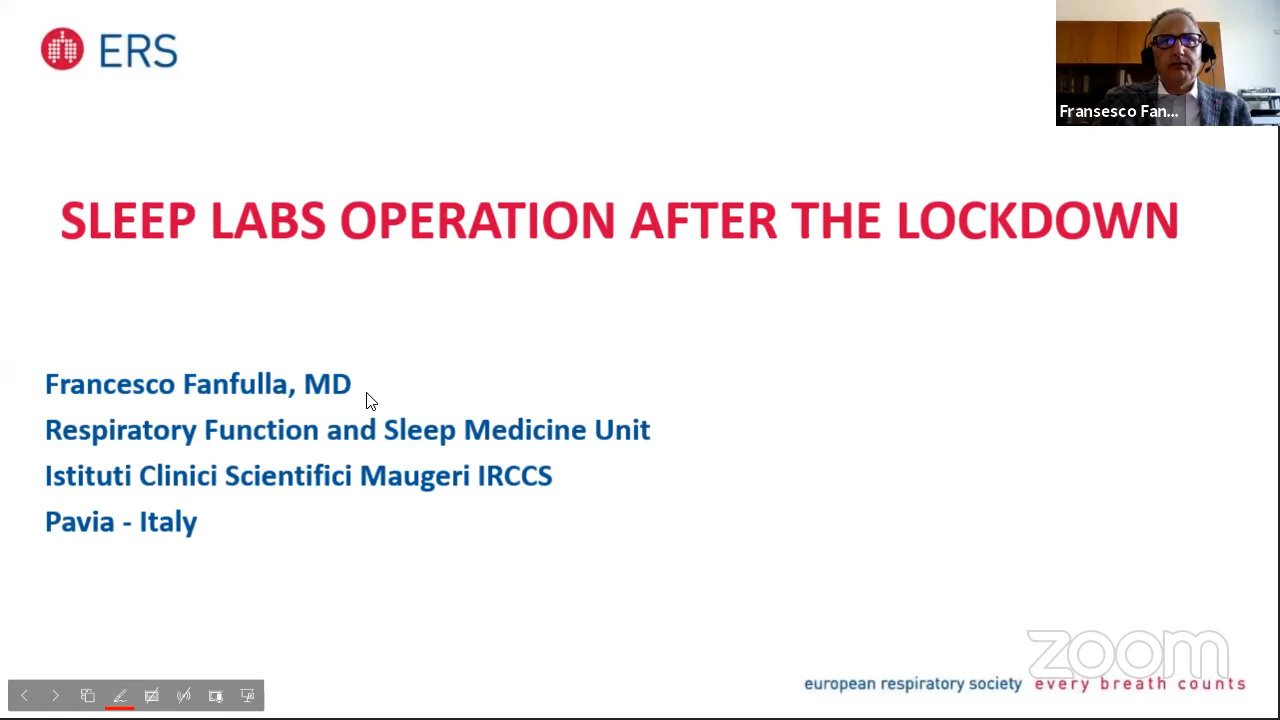 ERS
Fransesco Fan...
SLEEP LABS OPERATION AFTER THE LOCKDOWN
Francesco Fanfulla, MD
Respiratory Function and Sleep Medicine Unit
Istituti Clinici Scientifici Maugeri IRCCS
Pavia - Italy
zoom
european respiratory society every breath counts